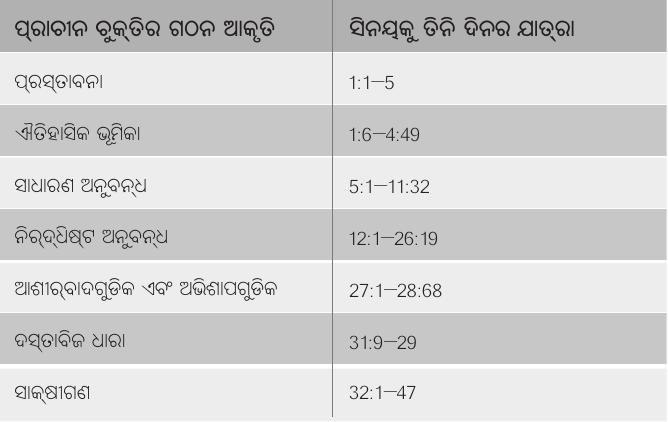 ପ୍ରାଚୀନ ଚୁକ୍ତିର ଗଠନ ଆକୃତି ସିନୟକୁ ତିନି ଦିନର ଯାତ୍ରା
ପ୍ରସ୍ତାବନା 1:1–5
ଐତିହାସିକ ଭୂମିକା 1:6–4:49
ସାଧାରଣ ଅନୁବନ୍ଧ 5:1–11:32
ନିର୍ଦ୍ଧିଷ୍ଟ ଅନୁବନ୍ଧ 12:1–26:19
ଆଶୀର୍ବାଦଗୁଡିକ ଏବଂ ଅଭିଶାପଗୁଡିକ 27:1–28:68
ଦସ୍ତାବିଜ ଧାରା 31:9–29
ସାକ୍ଷୀଗଣ 32:1–47